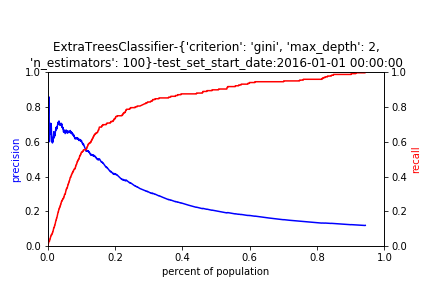 ExtraTreesClassifier-{'criterion': 'gini', 'max_depth': 2,
'n_estimators': 100}-test_set_start_date:2016-01-01 00:00:00
1.0 1.0
0.8 0.8
0.6 0.6
precision recall
0.4 0.4
0.2 0.2
0.0 0.0
0.0 0.2 0.4 0.6 0.8 1.0
percent of population